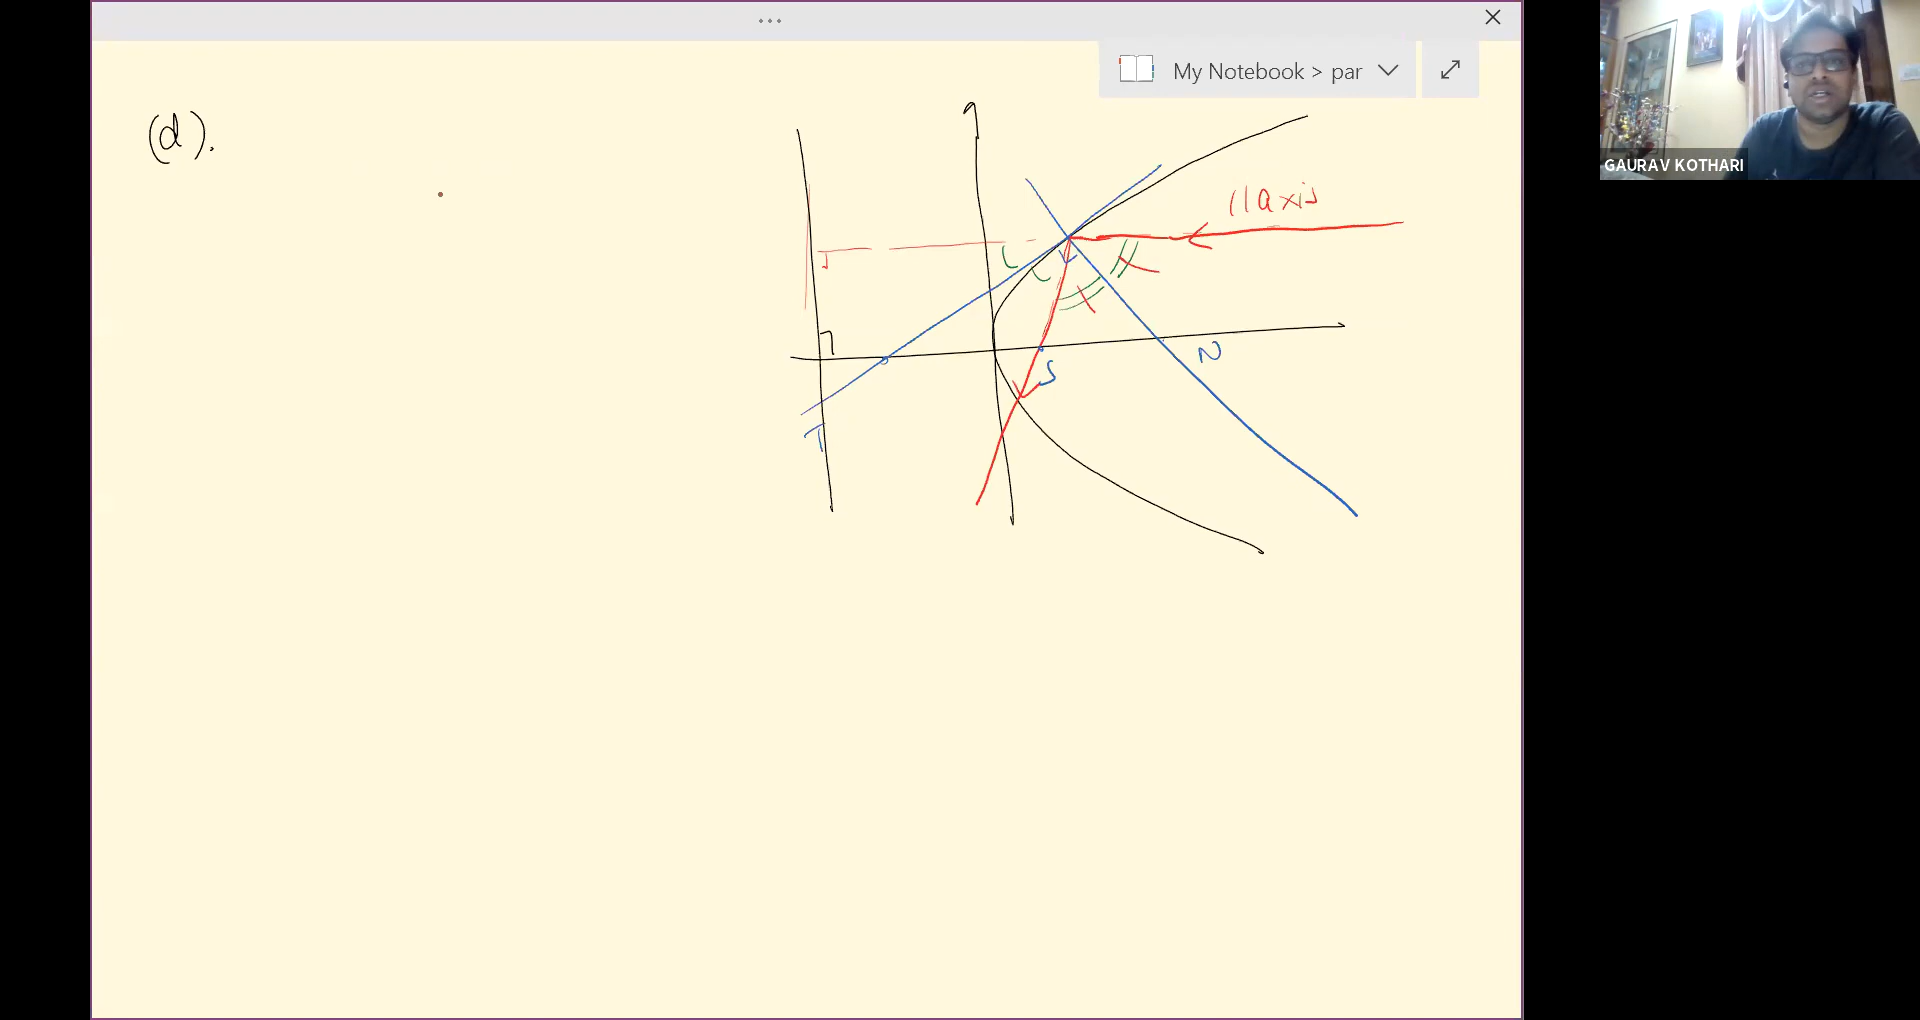 My Notebook > par
GAURAV KOTHARI
(d).
|| axis
S
N
T